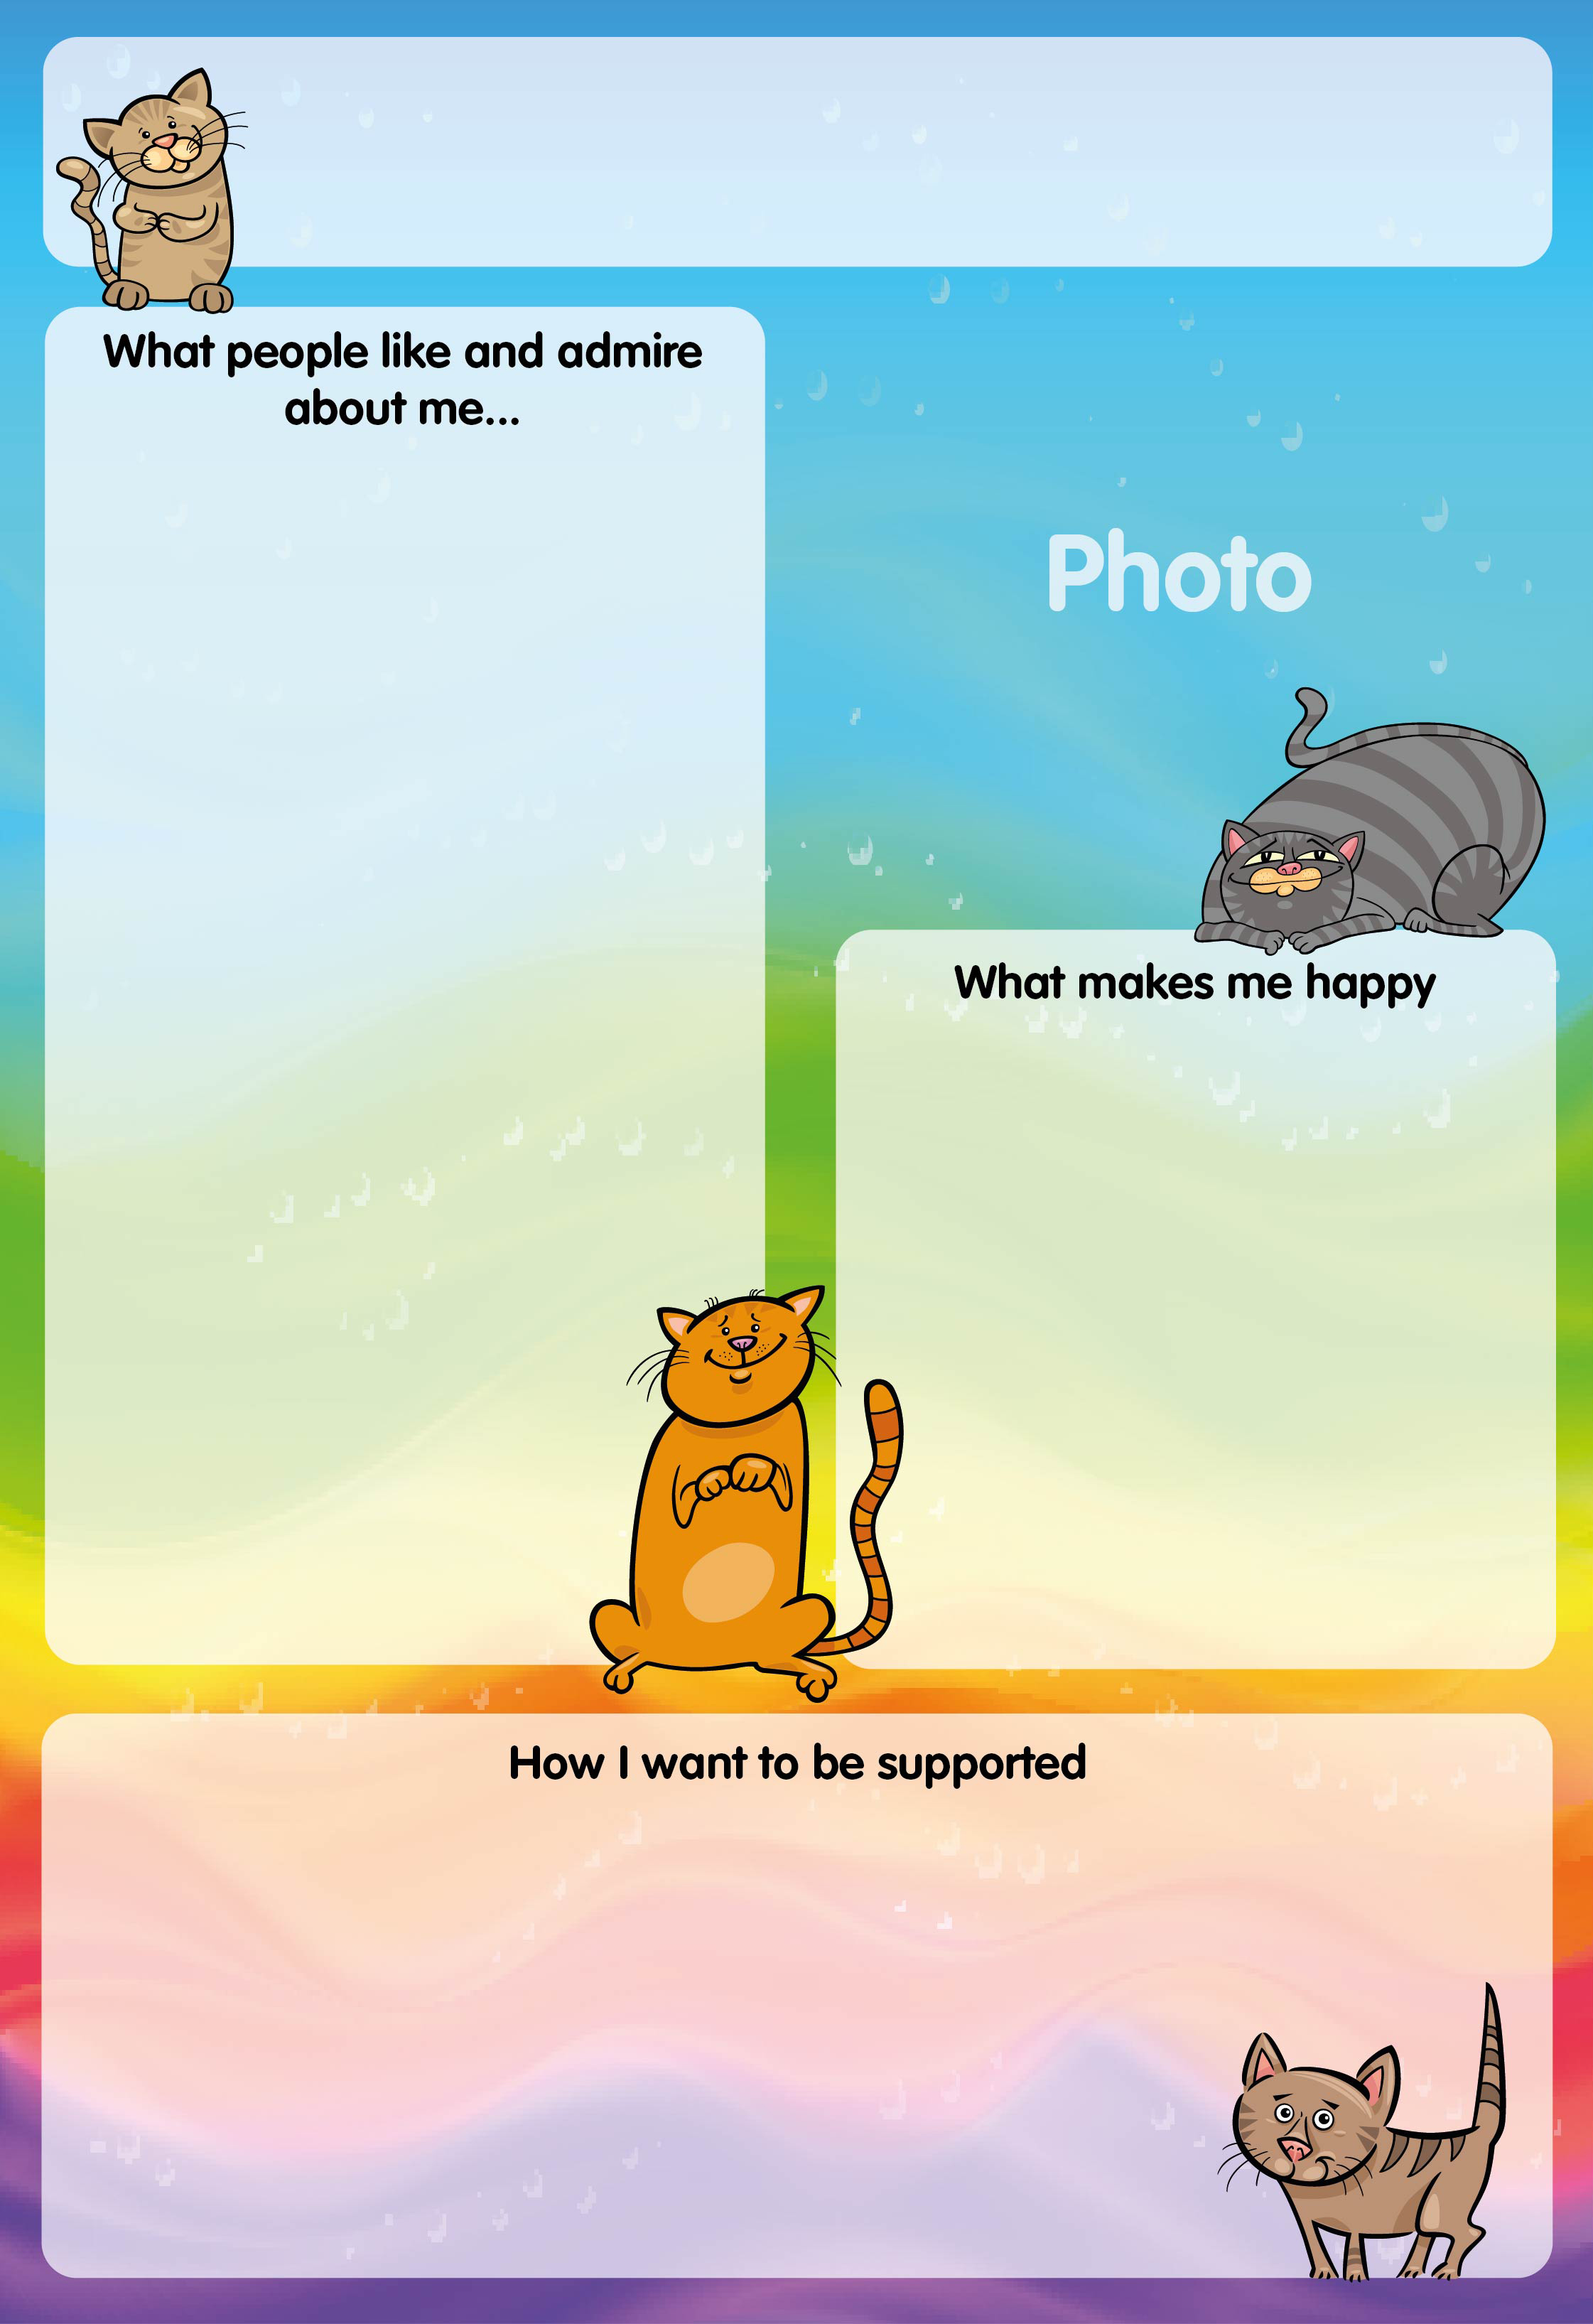 What people like and admire
about me...
Photo
What makes me happy
How I want to be supported